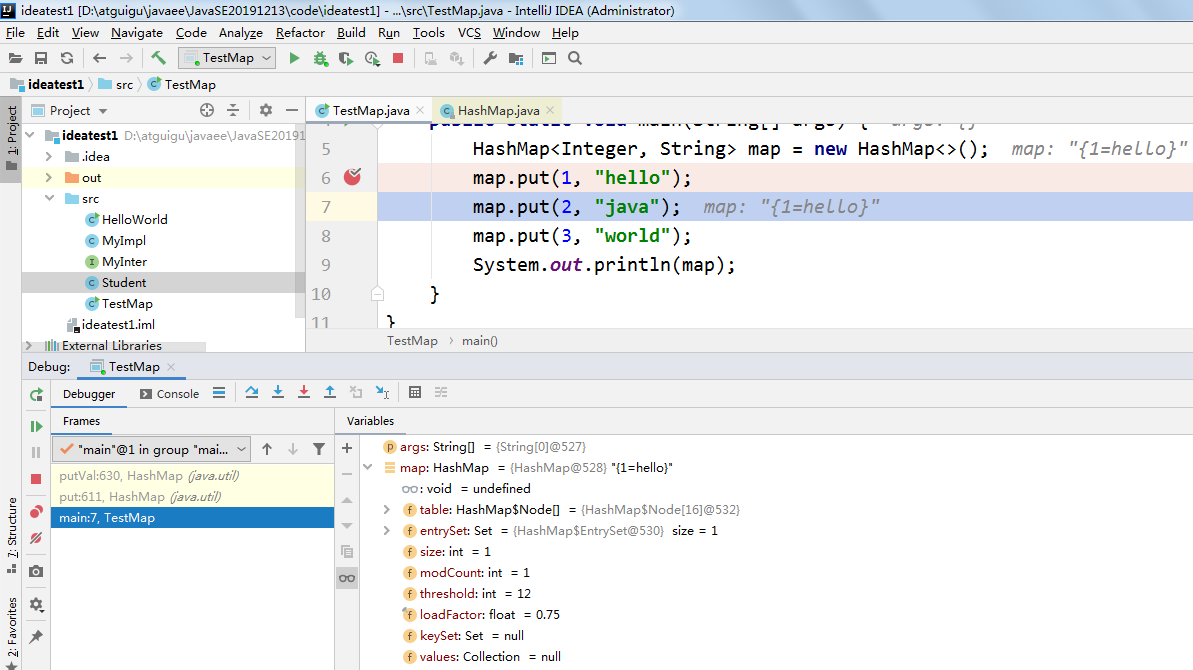 ideatest1 [D:\atguigu\javaee\JavaSE20191213\code\ideatest1] - ...\src\TestMap.java - IntelliJ IDEA (Administrator)
File Edit View Navigate Code Analyze Refactor Build Run Tools VCS Window Help
TestMap
ideatest1 src TestMap
1: Project
Project
ideatest1 D:\atguigu\javaee\JavaSE20191
.idea
out
src
HelloWorld
MyImpl
MyInter
Student
TestMap
ideatest1.iml
External Libraries
TestMap.java HashMap.java
public static void main(String[] args) { args: {}
5 HashMap<Integer, String> map = new HashMap<>(); map: "{1=hello}"
6 map.put(1, "hello");
7 map.put(2, "java"); map: "{1=hello}"
8 map.put(3, "world");
9 System.out.println(map);
10 }
11 }
TestMap › main()
Debug: TestMap
Debugger Console
Frames
"main"@1 in group "mai...
putVal:630, HashMap (java.util)
put:611, HashMap (java.util)
main:7, TestMap
Variables
args: String[] = {String[0]@527}
map: HashMap = {HashMap@528} "{1=hello}"
: void = undefined
table: HashMap$Node[] = {HashMap$Node[16]@532}
entrySet: Set = {HashMap$EntrySet@530} size = 1
size: int = 1
modCount: int = 1
threshold: int = 12
loadFactor: float = 0.75
keySet: Set = null
values: Collection = null
7: Structure
2: Favorites